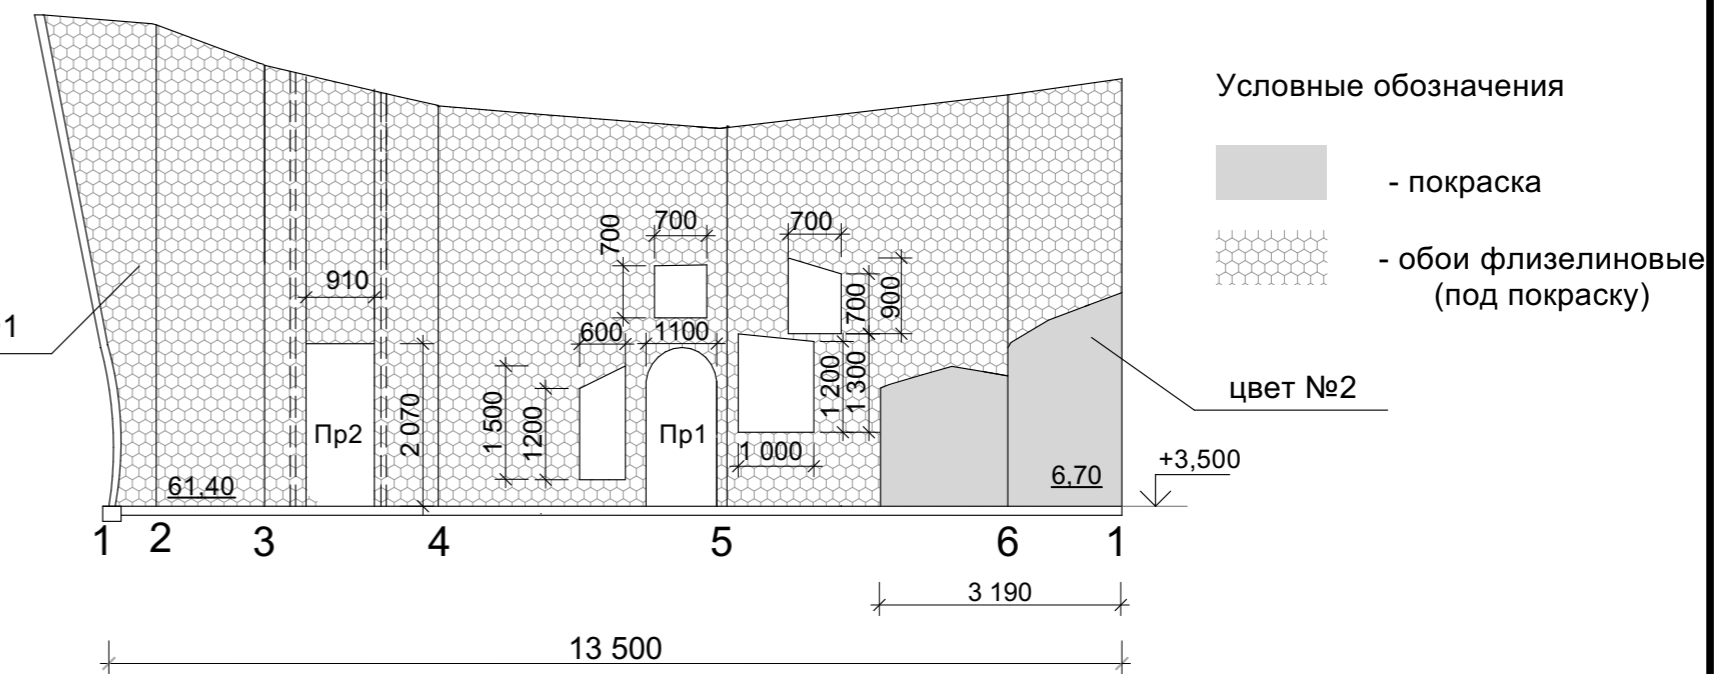 Условные обозначения
- покраска
- обои флизелиновые
(под покраску)
700
700
700
910
700
900
1
600
1100
1 200
1 300
цвет №2
2 070
1 500
1200
Пр2
Пр1
1 000
+3,500
61,40
6,70
1 2 3 4 5 6 1
3 190
13 500